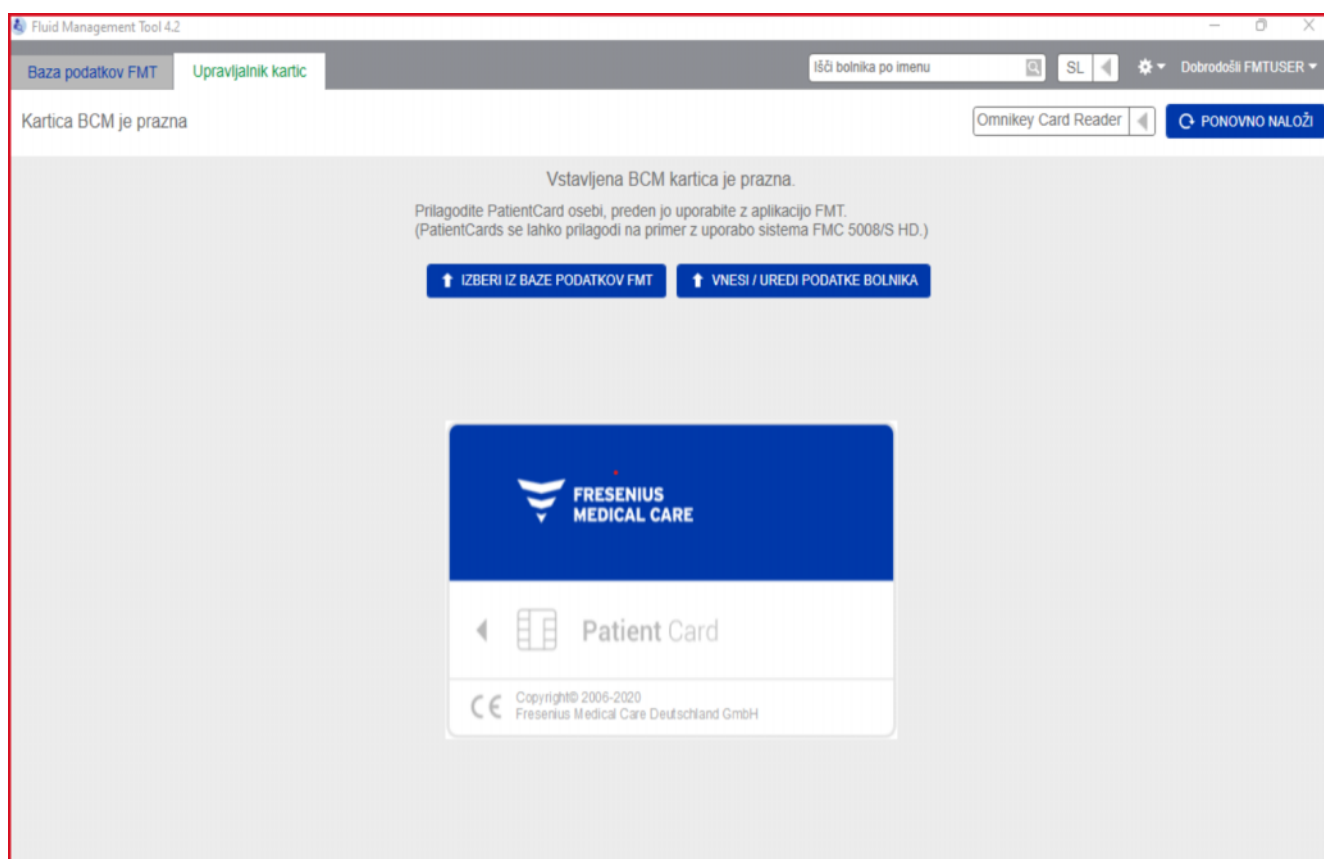 Fluid Management Tool 4.2
Baza podatkov FMT
Upravljalnik kartic
Išči bolnika po imenu
SL
Dobrodošli FMTUSER
Kartica BCM je prazna
Omnikey Card Reader
PONOVNO NALOŽI
Vstavljena BCM kartica je prazna.
Prilagodite PatientCard osebi, preden jo uporabite z aplikacijo FMT.
(PatientCards se lahko prilagodi na primer z uporabo sistema FMC 5008/S HD.)
IZBERI IZ BAZE PODATKOV FMT
VNESI / UREDI PODATKE BOLNIKA
FRESENIUS
MEDICAL CARE
Patient Card
CE
Copyright© 2006-2020
Fresenius Medical Care Deutschland GmbH